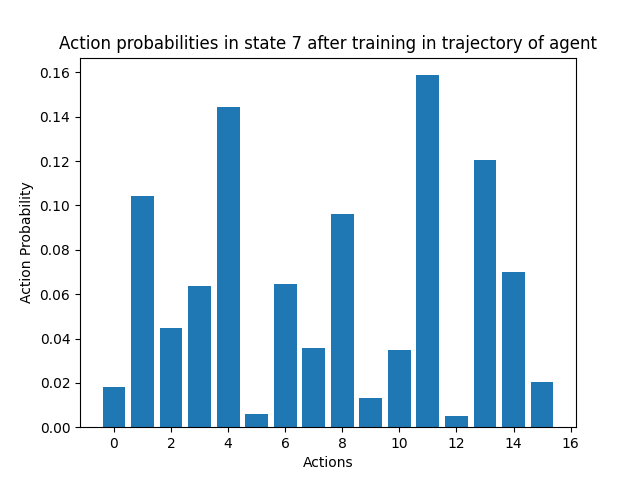 Action probabilities in state 7 after training in trajectory of agent
0.16
0.14
0.12
0.10
0.08
0.06
0.04
0.02
0.00
Action Probability
0 2 4 6 8 10 12 14 16
Actions